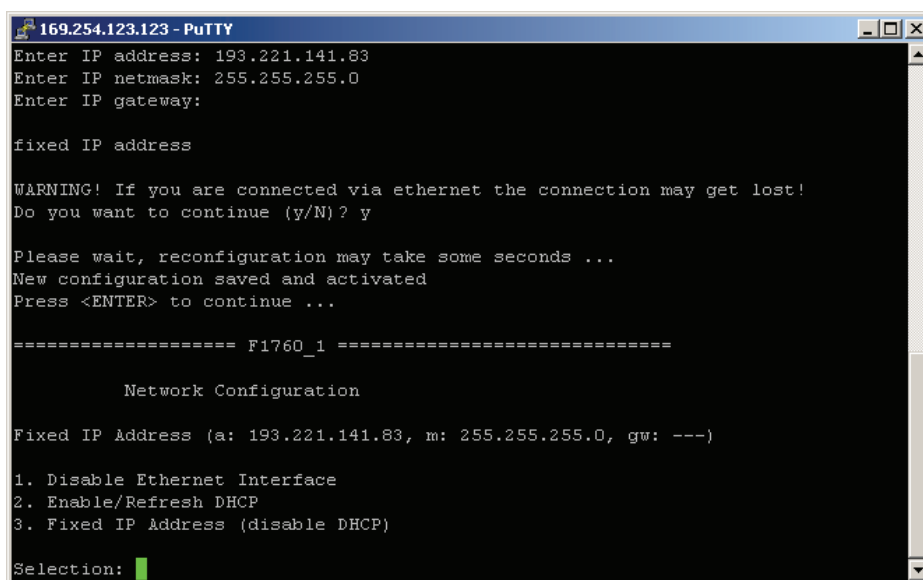 169.254.123.123 - PuTTY
Enter IP address: 193.221.141.83
Enter IP netmask: 255.255.255.0
Enter IP gateway:
fixed IP address
WARNING! If you are connected via ethernet the connection may get lost!
Do you want to continue (y/N)? y
Please wait, reconfiguration may take some seconds ...
New configuration saved and activated
Press <ENTER> to continue ...
==================== F1760_1 ==============================
Network Configuration
Fixed IP Address (a: 193.221.141.83, m: 255.255.255.0, gw: ---)
1. Disable Ethernet Interface
2. Enable/Refresh DHCP
3. Fixed IP Address (disable DHCP)
Selection: